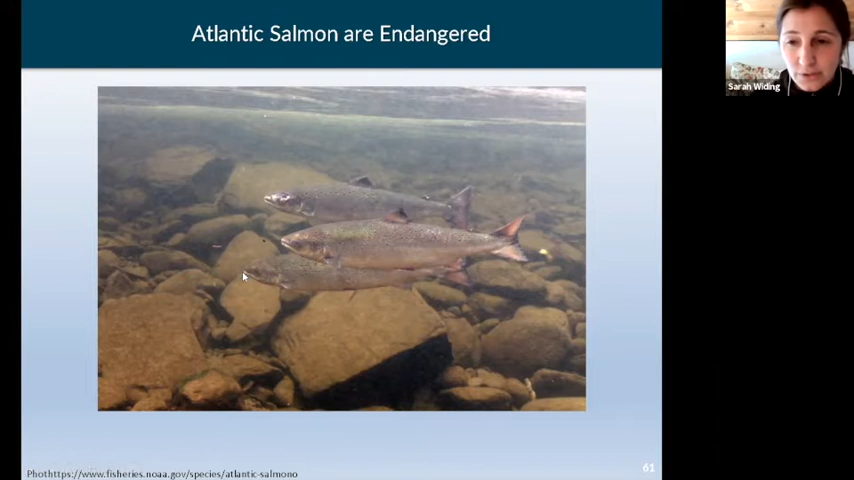 Atlantic Salmon are Endangered
Sarah Widing
61
Phothttps://www.fisheries.noaa.gov/species/atlantic-salmono